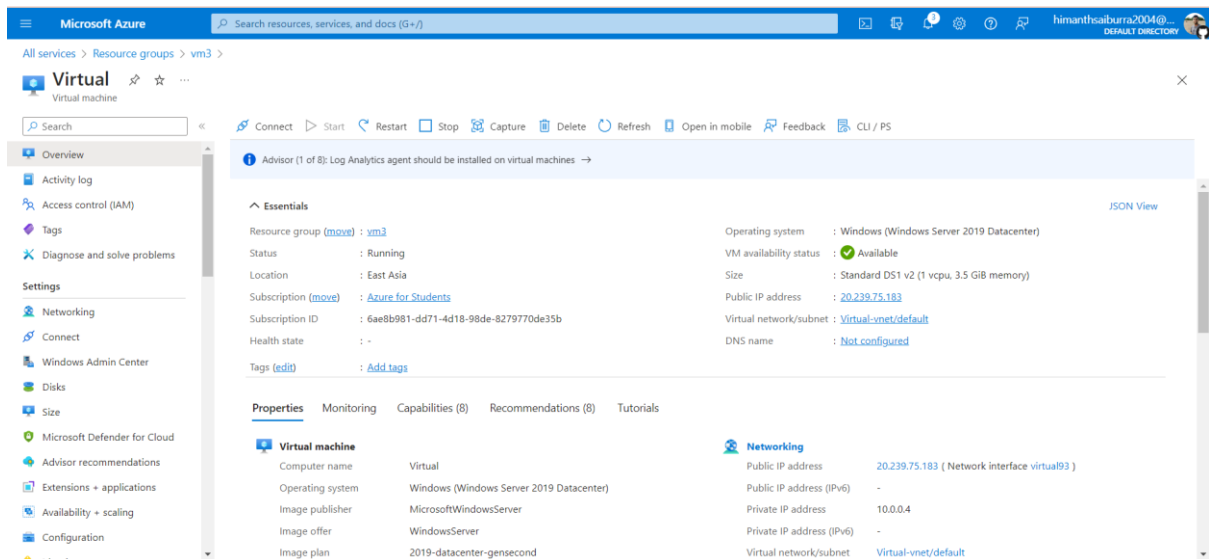 Microsoft Azure
Search resources, services, and docs (G+/)
3
himanthsaiburra2004@...
DEFAULT DIRECTORY
All services > Resource groups > vm3 >
Virtual
Virtual machine
Search
Connect Start Restart Stop Capture Delete Refresh Open in mobile Feedback CLI / PS
Overview
Activity log
Access control (IAM)
Tags
Diagnose and solve problems
Settings
Networking
Connect
Windows Admin Center
Disks
Size
Microsoft Defender for Cloud
Advisor recommendations
Extensions + applications
Availability + scaling
Configuration
Advisor (1 of 8): Log Analytics agent should be installed on virtual machines →
Essentials
JSON View
Resource group (move) : vm3
Status : Running
Location : East Asia
Subscription (move) : Azure for Students
Subscription ID : 6ae8b981-dd71-4d18-98de-8279770de35b
Health state : -
Tags (edit) : Add tags
Operating system : Windows (Windows Server 2019 Datacenter)
VM availability status : Available
Size : Standard DS1 v2 (1 vcpu, 3.5 GiB memory)
Public IP address : 20.239.75.183
Virtual network/subnet : Virtual-vnet/default
DNS name : Not configured
Properties Monitoring Capabilities (8) Recommendations (8) Tutorials
Virtual machine
Computer name Virtual
Operating system Windows (Windows Server 2019 Datacenter)
Image publisher MicrosoftWindowsServer
Image offer WindowsServer
Image plan 2019-datacenter-gensecond
Networking
Public IP address 20.239.75.183 ( Network interface virtual93 )
Public IP address (IPv6) -
Private IP address 10.0.0.4
Private IP address (IPv6) -
Virtual network/subnet Virtual-vnet/default